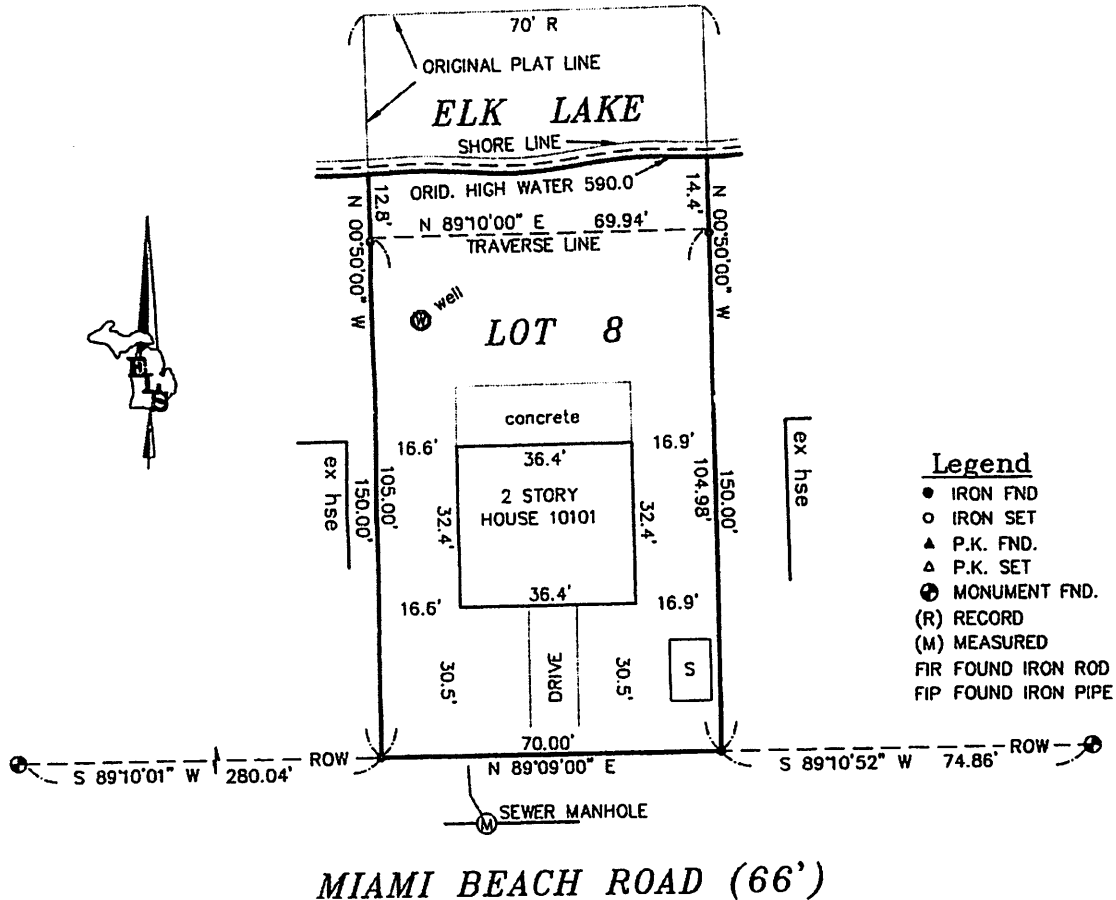 70' R
ORIGINAL PLAT LINE
ELK LAKE
SHORE LINE
ORID. HIGH WATER 590.0
12.8'
14.4'
N 00°50'00" W
N 89°10'00" E 69.94'
N 00°50'00" W
TRAVERSE LINE
W well
LOT 8
E
L
S
concrete
16.6'
36.4'
16.9'
ex hse
150.00'
105.00'
32.4'
2 STORY
HOUSE 10101
32.4'
104.98'
150.00'
ex hse
16.6'
36.4'
16.9'
30.5'
DRIVE
30.5'
S
Legend
IRON FND
IRON SET
P.K. FND.
P.K. SET
MONUMENT FND.
(R) RECORD
(M) MEASURED
FIR FOUND IRON ROD
FIP FOUND IRON PIPE
ROW
70.00'
ROW
S 89°10'01" W 280.04'
N 89°09'00" E
S 89°10'52" W 74.86'
M SEWER MANHOLE
MIAMI BEACH ROAD (66')